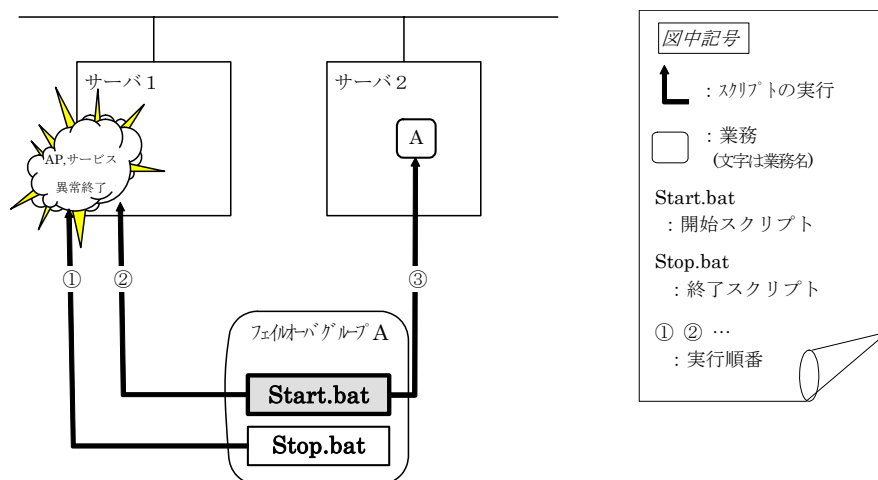 サーバ1
サーバ2
AP,サービス
異常終了
A
①
②
③
フェイルオーバグループ A
Start.bat
Stop.bat
図中記号
：スクリプトの実行
：業務
(文字は業務名)
Start.bat
：開始スクリプト
Stop.bat
：終了スクリプト
① ② …
：実行順番